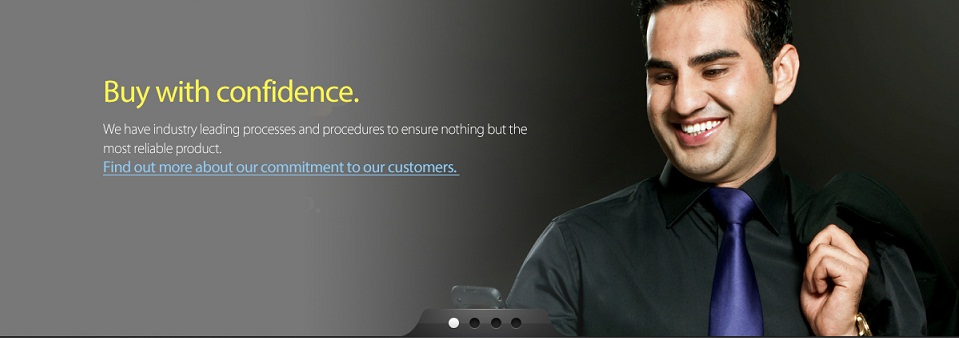 Buy with confidence.
We have industry leading processes and procedures to ensure nothing but the
most reliable product.
Find out more about our commitment to our customers.